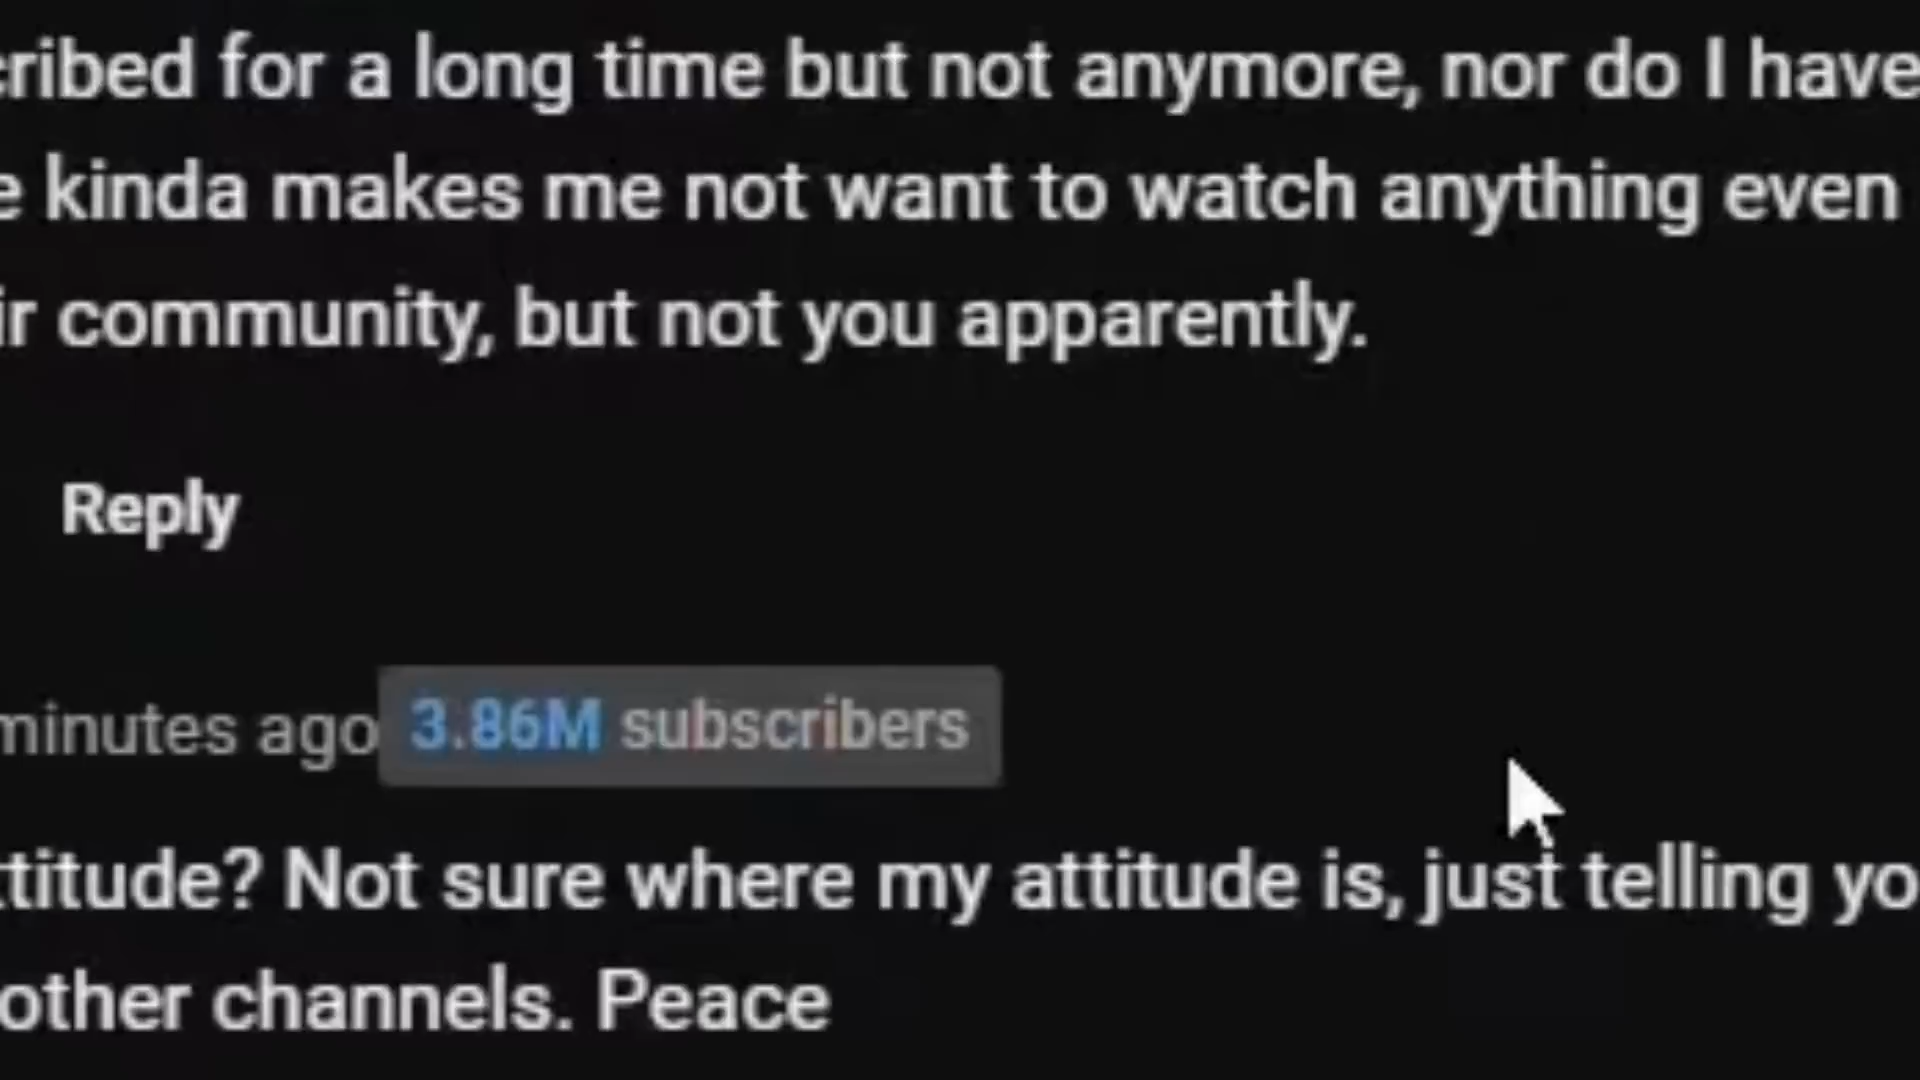 cribed for a long time but not anymore, nor do I have
e kinda makes me not want to watch anything even
ir community, but not you apparently.
Reply
minutes ago 3.86M subscribers
ttitude? Not sure where my attitude is, just telling yo
other channels. Peace